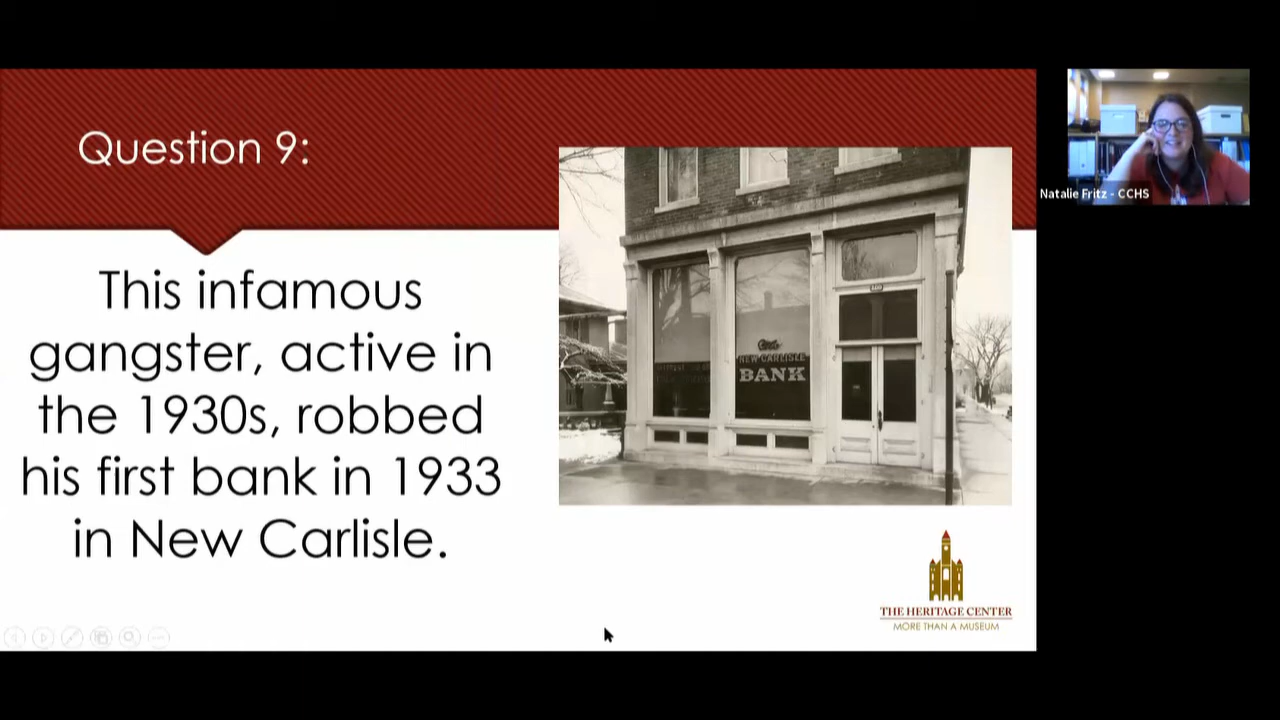 Question 9:
This infamous
gangster, active in
the 1930s, robbed
his first bank in 1933
in New Carlisle.
NEW CARLISLE
BANK
THE HERITAGE CENTER
MORE THAN A MUSEUM
Natalie Fritz - CCHS